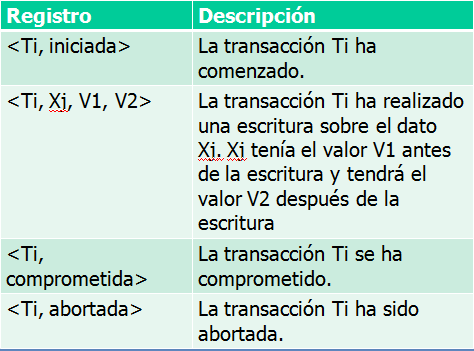 Registro Descripción
<Ti, iniciada> La transacción Ti ha
comenzado.
<Ti, Xj, V1, V2> La transacción Ti ha realizado
una escritura sobre el dato
Xj. Xj tenía el valor V1 antes
de la escritura y tendrá el
valor V2 después de la
escritura
<Ti, La transacción Ti se ha
comprometida> comprometido.
<Ti, abortada> La transacción Ti ha sido
abortada.